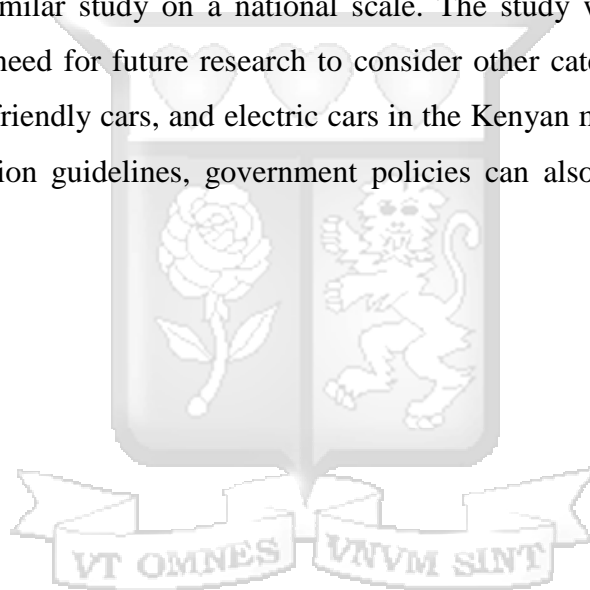 milar study on a national scale. The study w
need for future research to consider other cate
friendly cars, and electric cars in the Kenyan m
ion guidelines, government policies can also
VT OMNES VNVM SINT